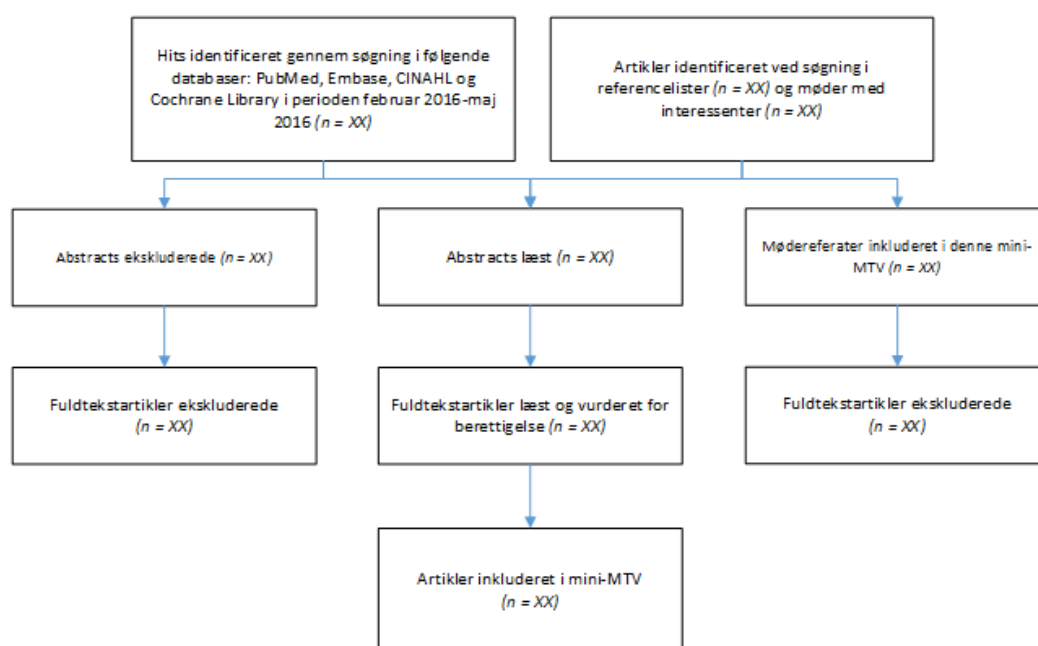 Hits identificeret gennem søgning i følgende
databaser: PubMed, Embase, CINAHL og
Cochrane Library i perioden februar 2016-maj
2016 (n = XX)
Artikler identificeret ved søgning i
referencelister (n = XX) og møder med
interessenter (n = XX)
Abstracts ekskluderede (n = XX)
Abstracts læst (n = XX)
Mødereferater inkluderet i denne mini-
MTV (n = XX)
Fuldtekstartikler ekskluderede
(n = XX)
Fuldtekstartikler læst og vurderet for
berettigelse (n = XX)
Fuldtekstartikler ekskluderede
(n = XX)
Artikler inkluderet i mini-MTV
(n = XX)